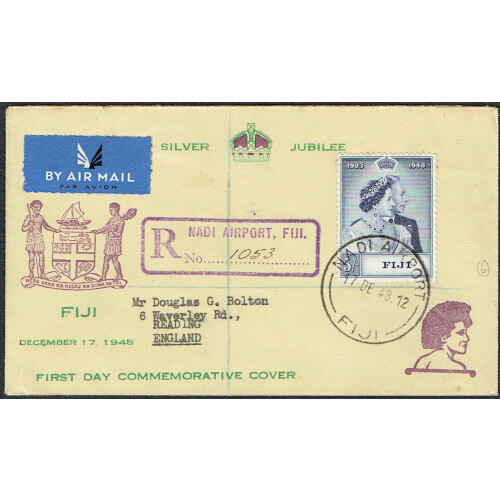 SILVER JUBILEE
BY AIR MAIL
PAR AVION
1923 1948
FIJI
R NADI AIRPORT, FIJI.
No. 1053
NADI AIRPORT
17 DE 48.12
FIJI
Mr Douglas G. Bolton
6 Waverley Rd.,
READING
ENGLAND
FIJI
DECEMBER 17, 1948
FIRST DAY COMMEMORATIVE COVER